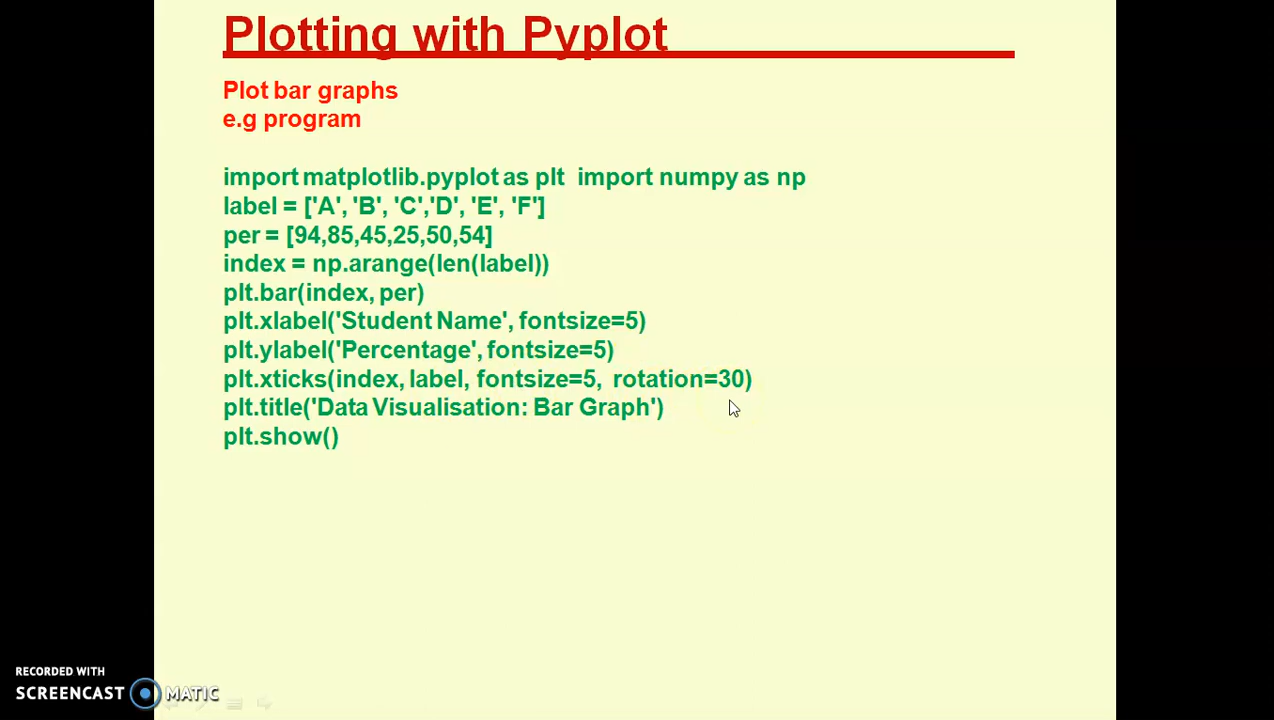 Plotting with Pyplot
Plot bar graphs
e.g program
import matplotlib.pyplot as plt  import numpy as np
label = ['A', 'B', 'C','D', 'E', 'F']
per = [94,85,45,25,50,54]
index = np.arange(len(label))
plt.bar(index, per)
plt.xlabel('Student Name', fontsize=5)
plt.ylabel('Percentage', fontsize=5)
plt.xticks(index, label, fontsize=5, rotation=30)
plt.title('Data Visualisation: Bar Graph')
plt.show()
RECORDED WITH
SCREENCAST MATIC